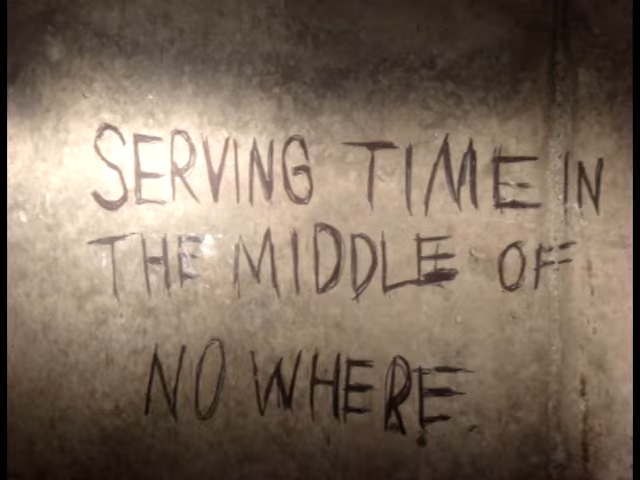 SERVING TIME IN
THE MIDDLE OF
NO WHERE